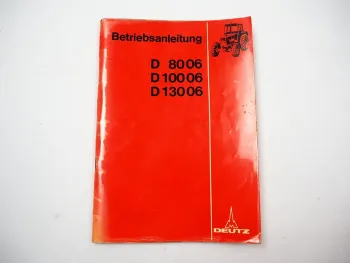 Betriebsanleitung
D 8006
D 10006
D 13006
DEUTZ